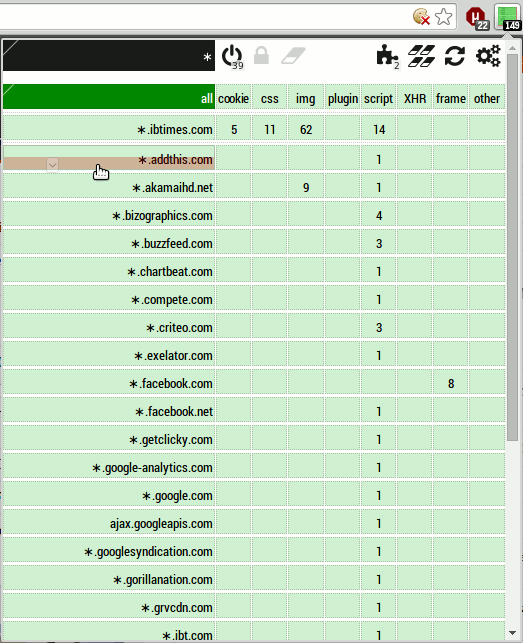 22
149
∗ 39 2
all cookie css img plugin script XHR frame other
∗.ibtimes.com 5 11 62 14
∗.addthis.com 1
∗.akamaihd.net 9 1
∗.bizographics.com 4
∗.buzzfeed.com 3
∗.chartbeat.com 1
∗.compete.com 1
∗.criteo.com 3
∗.exelator.com 1
∗.facebook.com 8
∗.facebook.net 1
∗.getclicky.com 1
∗.google-analytics.com 1
∗.google.com 1
ajax.googleapis.com 1
∗.googlesyndication.com 1
∗.gorillanation.com 1
∗.grvcdn.com 1
∗.ibt.com 1